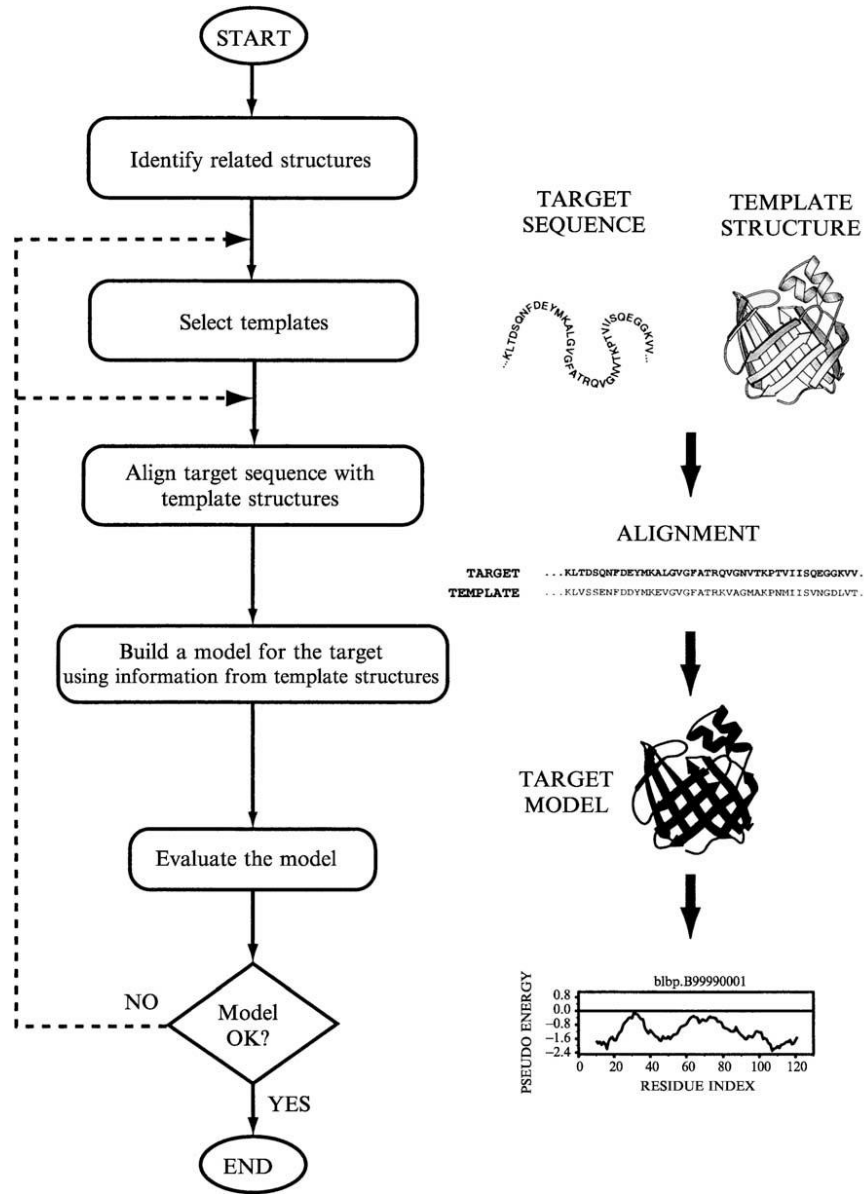 START
Identify related structures
Select templates
Align target sequence with
template structures
Build a model for the target
using information from template structures
Evaluate the model
NO
Model
OK?
YES
END
TARGET
SEQUENCE
TEMPLATE
STRUCTURE
...KLTDSQNFDEYMKALGVGFATRQVGNVTKPTVIISQEGGKVV...
ALIGNMENT
TARGET ...KLTDSQNFDEYMKALGVGFATRQVGNVTKPTVIISQEGGKVV.
TEMPLATE ...KLVSSENFDDYMKEVGVGFATRKVAGMAKPNMIISVNGDLVT.
TARGET
MODEL
blbp.B99990001
PSEUDO ENERGY
0.8
0.0
−0.8
−1.6
−2.4
0 20 40 60 80 100 120
RESIDUE INDEX